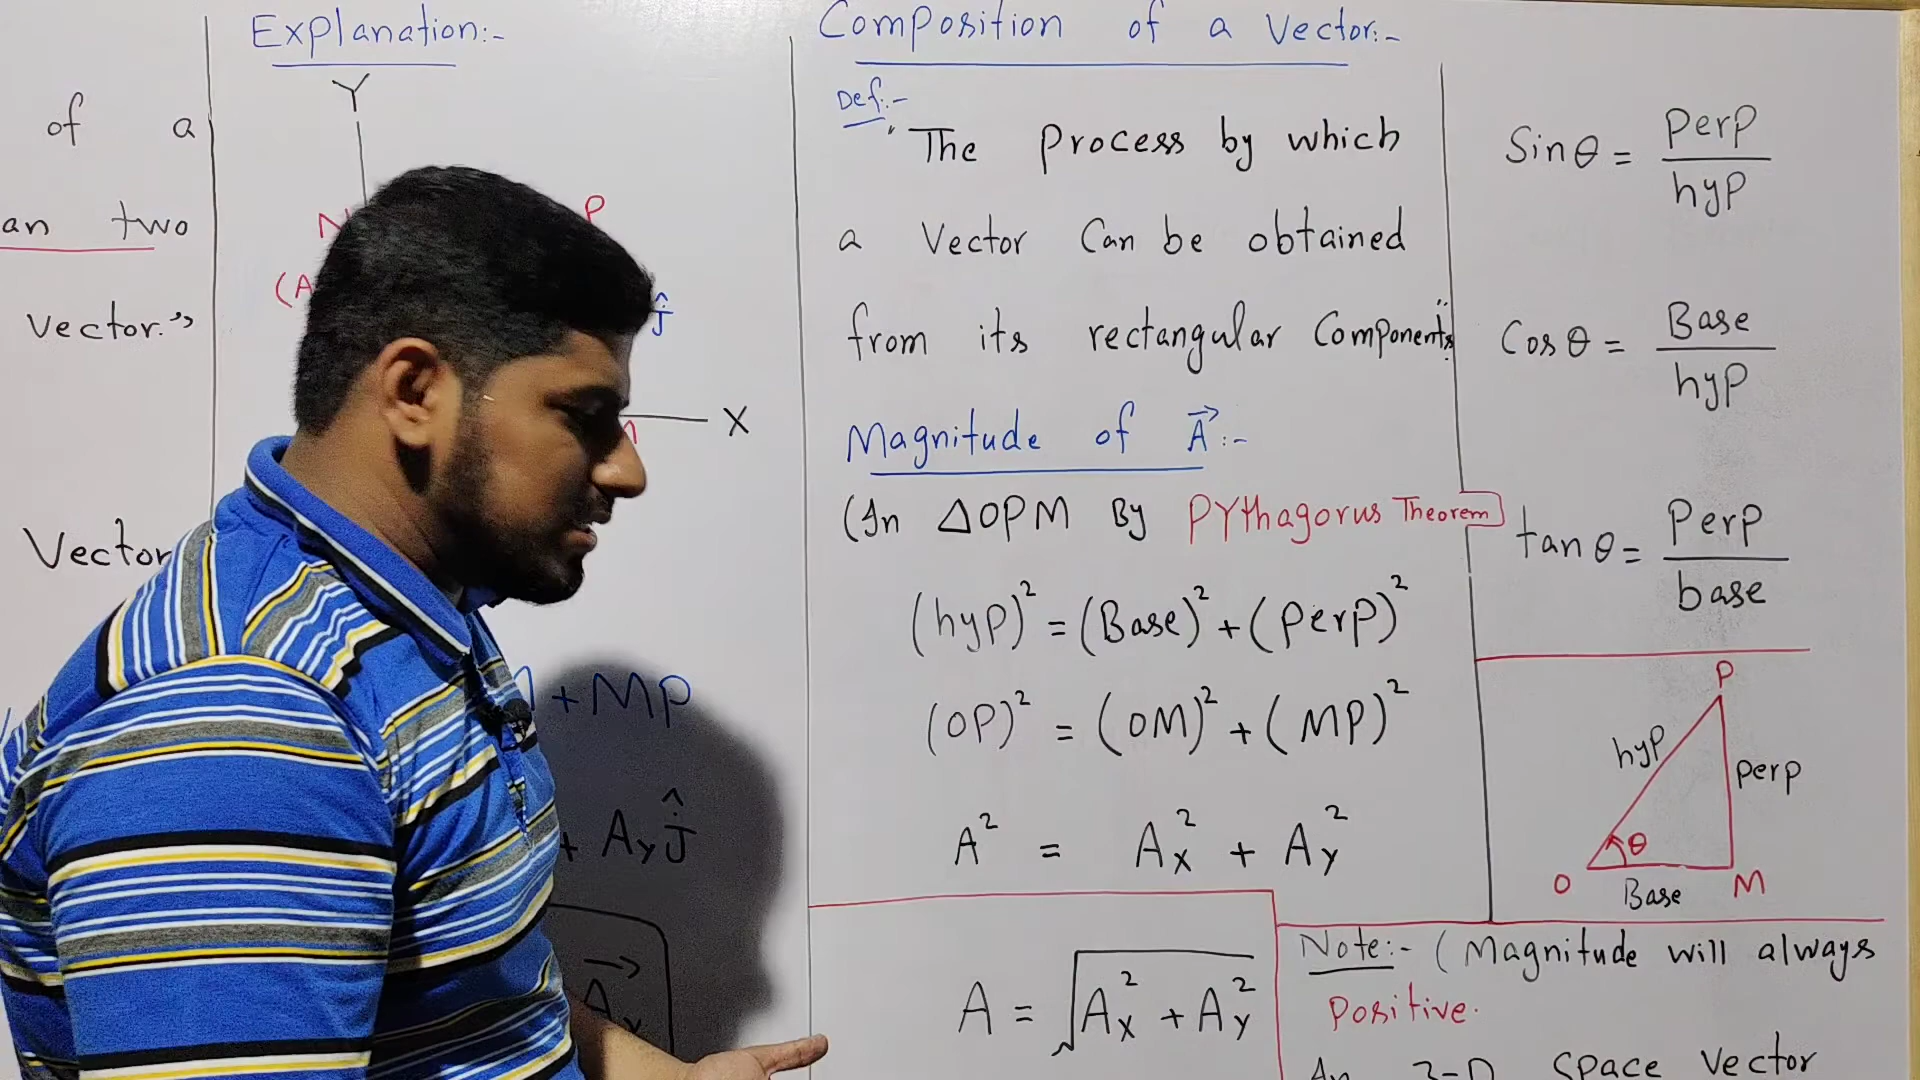 of a
an two
vector."
Vector
Explanation:-
Y
P
ĵ
X
+MP
+ Ayĵ
Composition of a Vector:-
Def:-
"The Process by which
a Vector Can be obtained
from its rectangular Components"
Magnitude of A⃗:-
(In ΔOPM By PYthagorus Theorem)
(hyp)² = (Base)² + (Perp)²
(OP)² = (OM)² + (MP)²
A² = Ax² + Ay²
A = √Ax² + Ay²
Sinθ = Perp/hyp
Cosθ = Base/hyp
tanθ = Perp/base
P
hyp
perp
θ
O
M
Base
Note:- (Magnitude will always
Positive.
3-D Space Vector